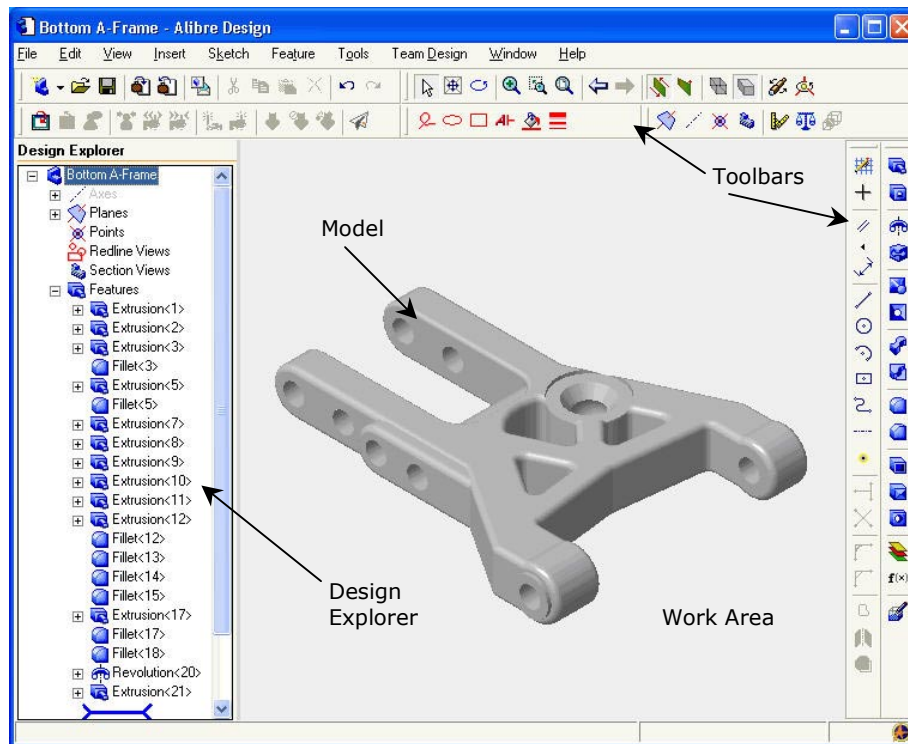 Bottom A-Frame - Alibre Design
File Edit View Insert Sketch Feature Tools Team Design Window Help
Design Explorer
Bottom A-Frame
Axes
Planes
Points
Redline Views
Section Views
Features
Extrusion<1>
Extrusion<2>
Extrusion<3>
Fillet<3>
Extrusion<5>
Fillet<5>
Extrusion<7>
Extrusion<8>
Extrusion<9>
Extrusion<10>
Extrusion<11>
Extrusion<12>
Fillet<12>
Fillet<13>
Fillet<14>
Fillet<15>
Extrusion<17>
Fillet<17>
Fillet<18>
Revolution<20>
Extrusion<21>
Toolbars
Model
Design
Explorer
Work Area
f(x)